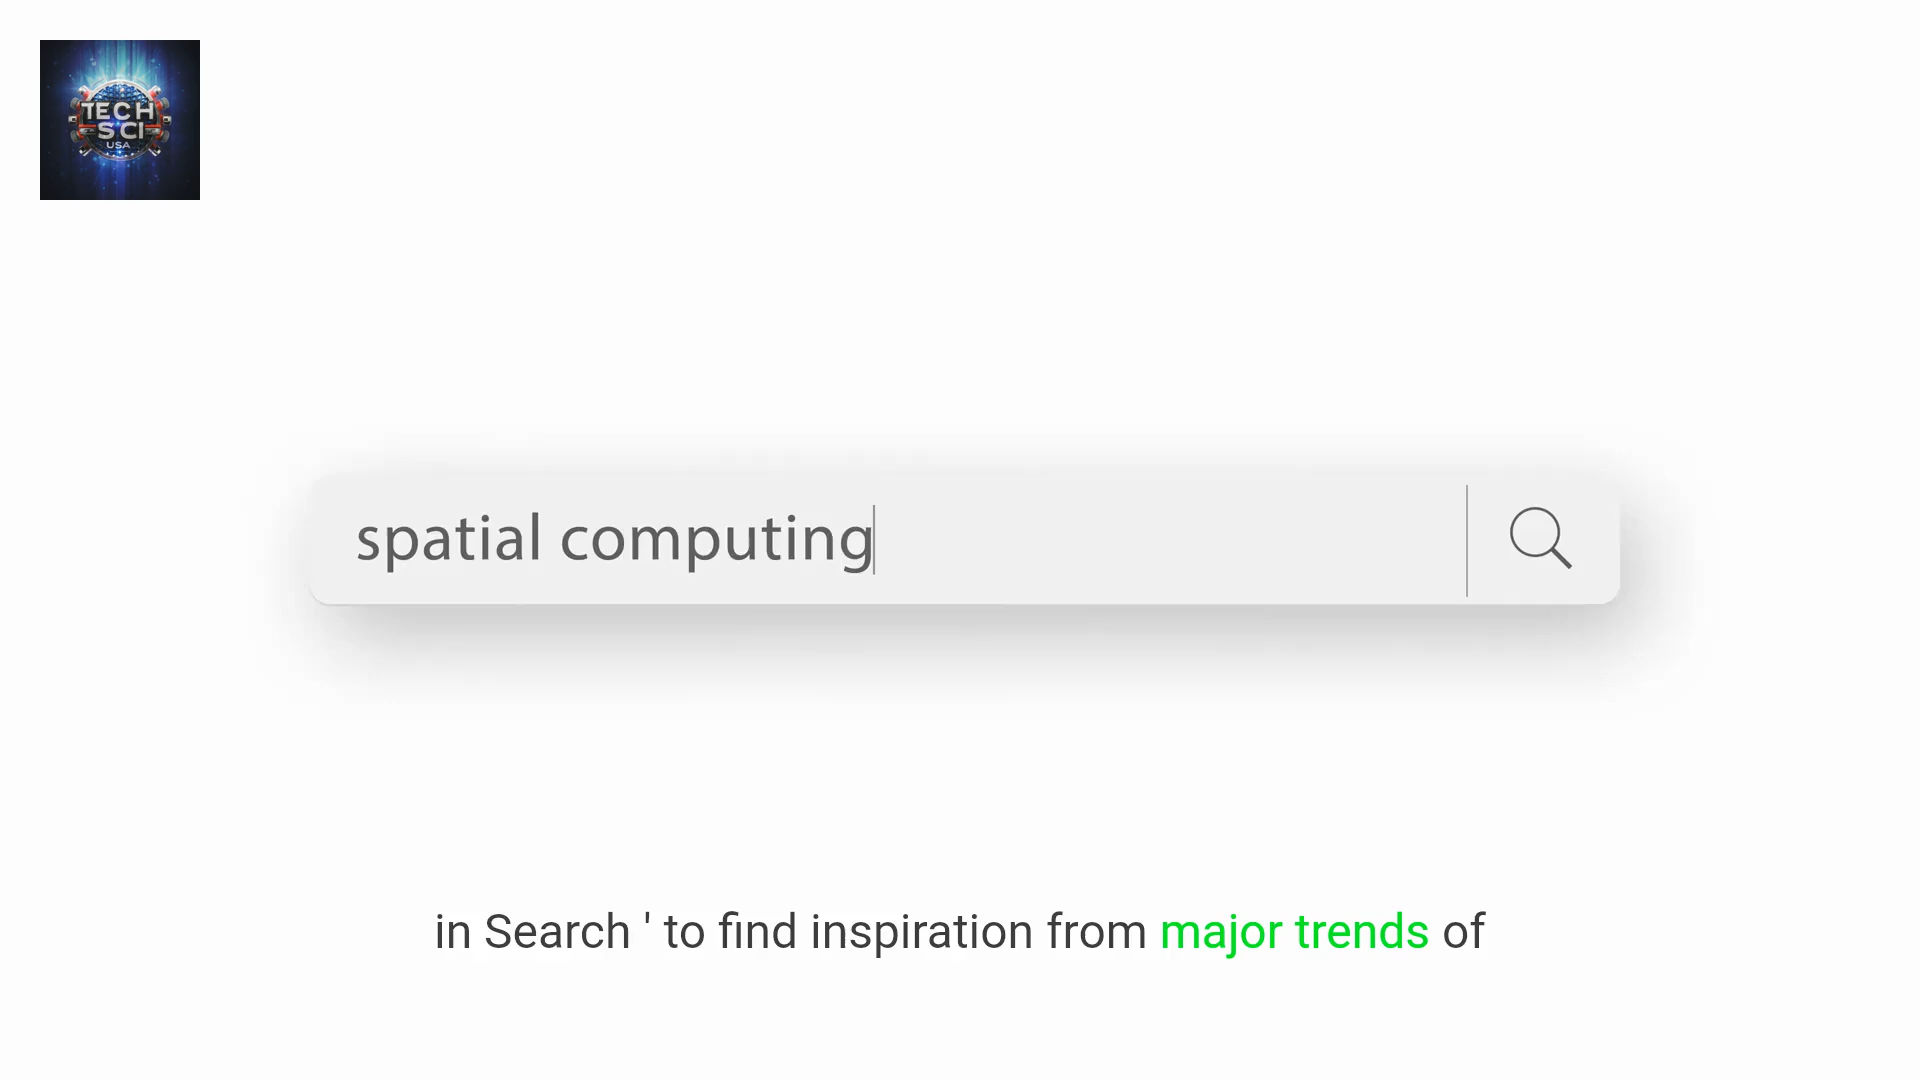 TECH
SCI
USA
spatial computing
in Search ' to find inspiration from major trends of